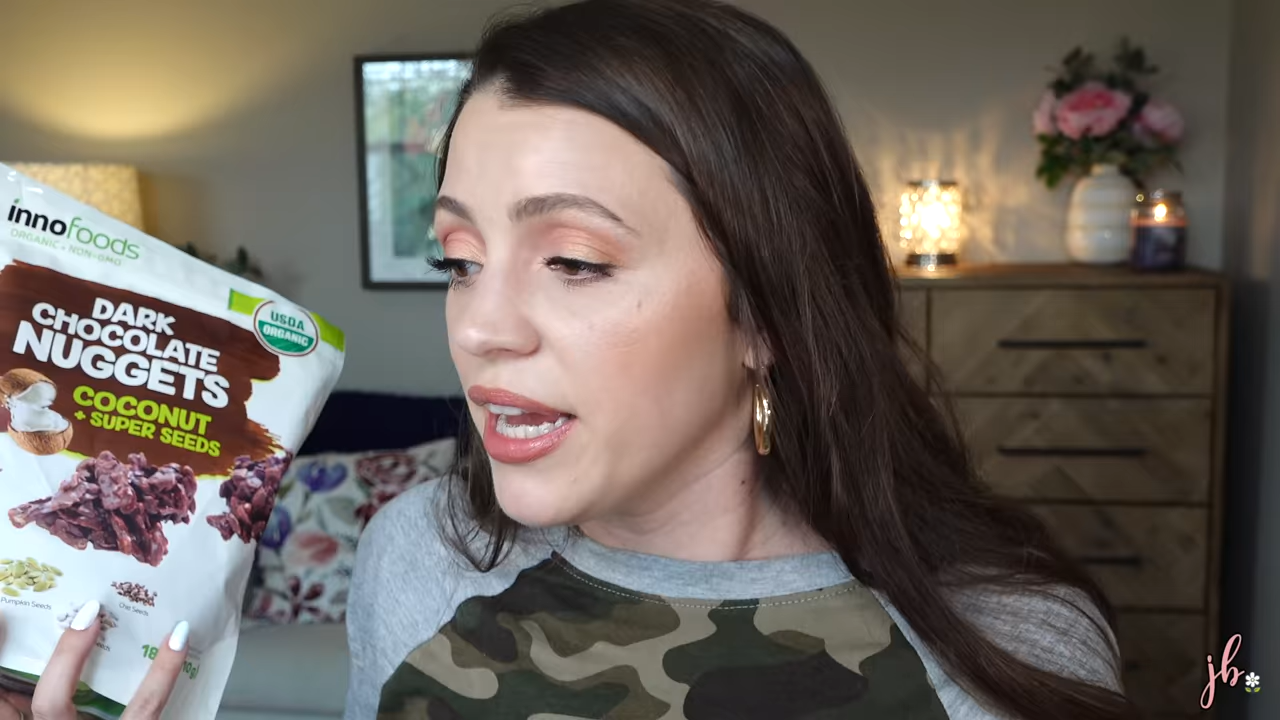 innofoods
ORGANIC • NON-GMO
USDA
ORGANIC
DARK
CHOCOLATE
NUGGETS
COCONUT
+ SUPER SEEDS
Pumpkin Seeds
Chia Seeds
jb